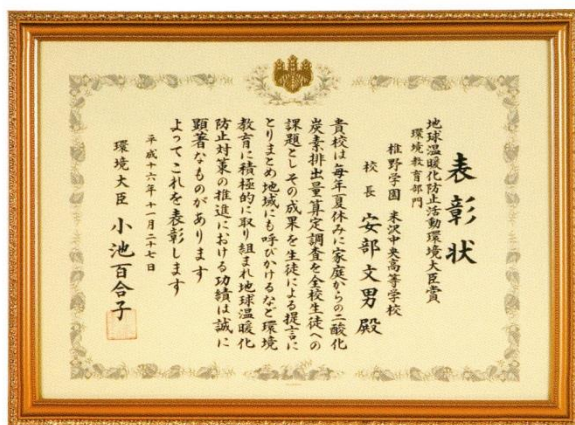 表彰状
地球温暖化防止活動環境大臣賞
環境教育部門
椎野学園 米沢中央高等学校
校長 安部文男 殿
貴校は毎年夏休みに家庭からの二酸化
炭素排出量算定調査を全校生徒への
課題としその成果を生徒による提言に
とりまとめ地域にも呼びかけるなど環境
教育に積極的に取り組まれ地球温暖化
防止対策の推進における功績は誠に
顕著なものがあります
よってこれを表彰します
平成十六年十一月二十七日
環境大臣 小池百合子